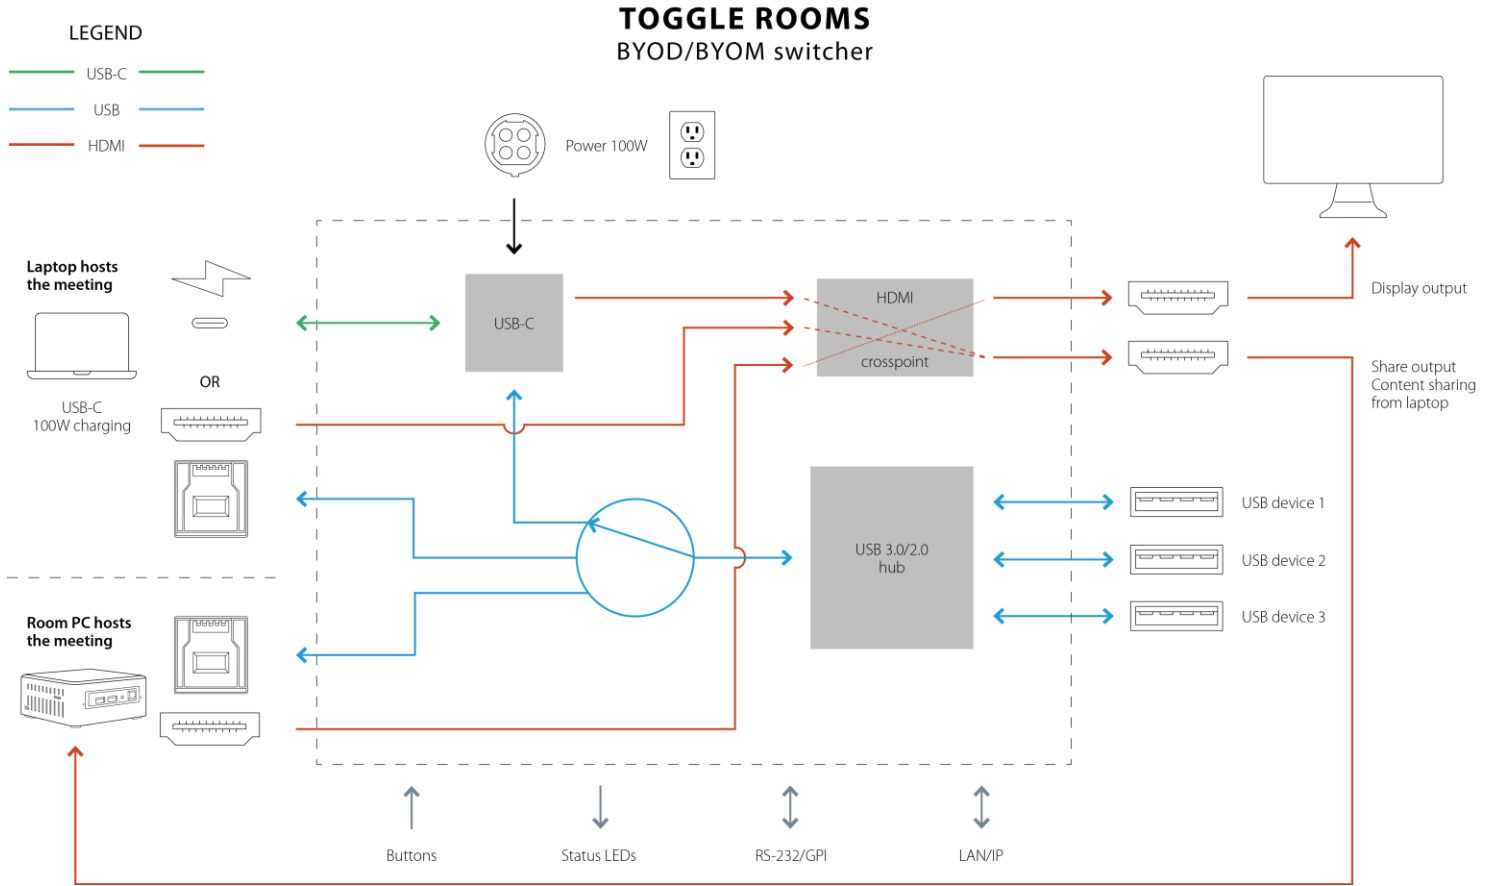 TOGGLE ROOMS
BYOD/BYOM switcher
LEGEND
USB-C
USB
HDMI
Power 100W
Laptop hosts
the meeting
OR
USB-C
100W charging
USB-C
HDMI
crosspoint
Display output
Share output
Content sharing
from laptop
USB 3.0/2.0
hub
USB device 1
USB device 2
USB device 3
Room PC hosts
the meeting
Buttons
Status LEDs
RS-232/GPI
LAN/IP